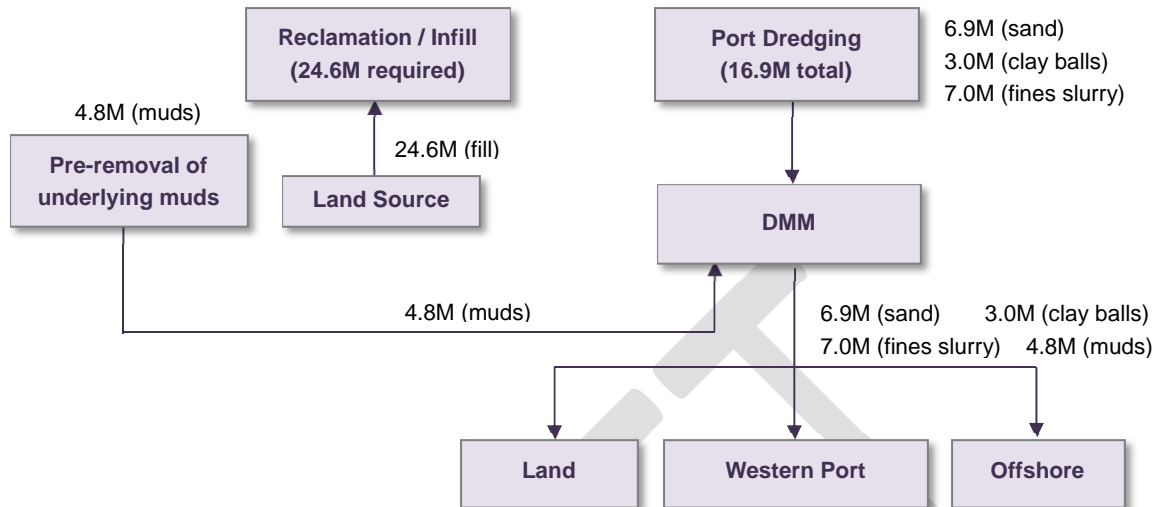 Reclamation / Infill
(24.6M required)
Port Dredging
(16.9M total)
6.9M (sand)
3.0M (clay balls)
7.0M (fines slurry)
4.8M (muds)
Pre-removal of
underlying muds
24.6M (fill)
Land Source
DMM
4.8M (muds)
6.9M (sand) 3.0M (clay balls)
7.0M (fines slurry) 4.8M (muds)
Land
Western Port
Offshore